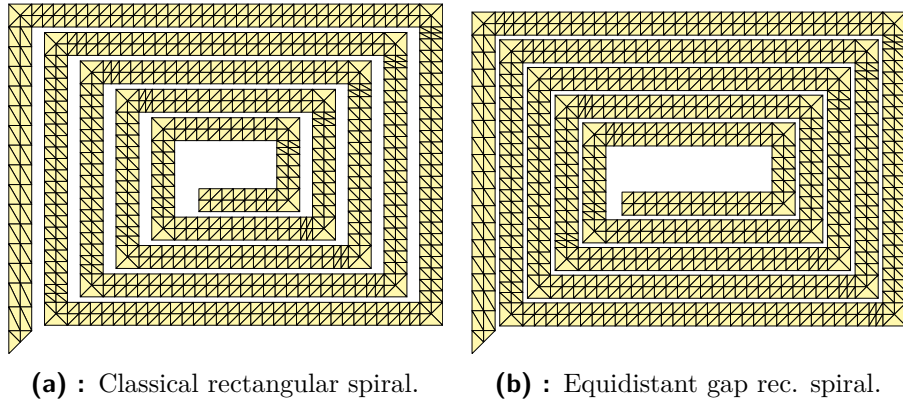 (a) : Classical rectangular spiral.
(b) : Equidistant gap rec. spiral.